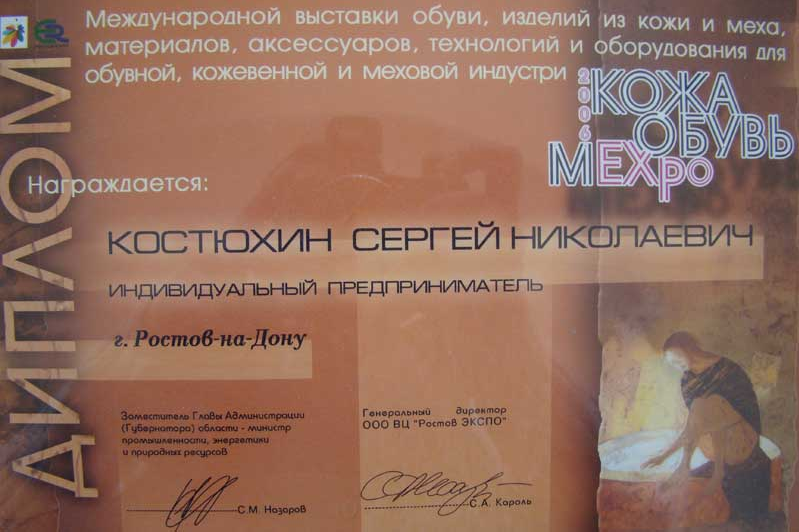 ДИПЛОМ
Международной выставки обуви, изделий из кожи и меха,
материалов, аксессуаров, технологий и оборудования для
обувной, кожевенной и меховой индустри
2006
КОЖА
ОБУВЬ
МЕХpo
Награждается:
КОСТЮХИН СЕРГЕЙ НИКОЛАЕВИЧ
ИНДИВИДУАЛЬНЫЙ ПРЕДПРИНИМАТЕЛЬ
г. Ростов-на-Дону
Заместитель Главы Администрации
(Губернатора) области - министр
промышленности, энергетики
и природных ресурсов
С.М. Назаров
Генеральный директор
ООО ВЦ "Ростов ЭКСПО"
С.А. Кароль